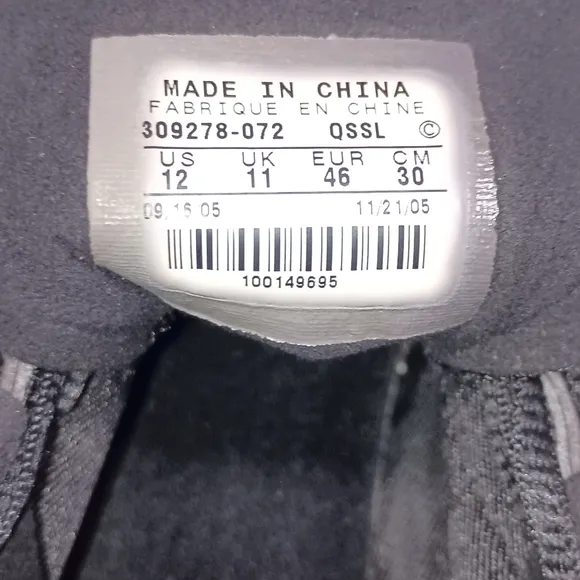 MADE IN CHINA
FABRIQUE EN CHINE
309278-072 QSSL ©
US UK EUR CM
12 11 46 30
09/16/05 11/21/05
100149695